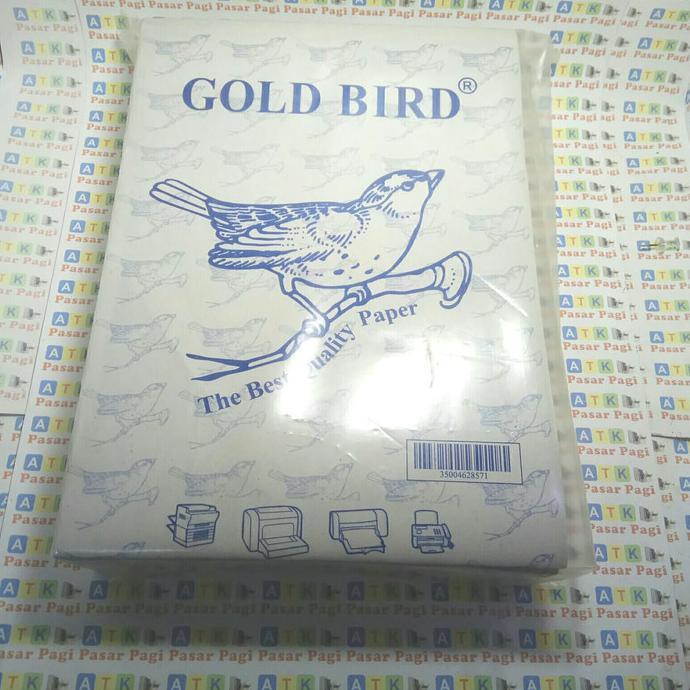 GOLD BIRD®
The Best Quality Paper
35004628571
ATK
Pasar Pagi